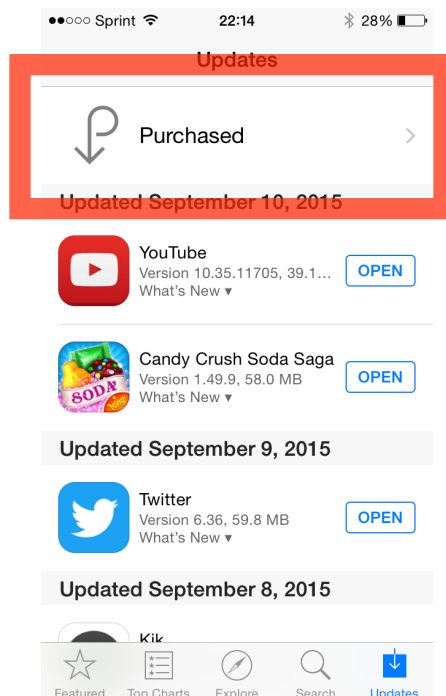 Sprint 22:14 28%
Updates
Purchased
Updated September 10, 2015
YouTube
Version 10.35.11705, 39.1...
What's New ▾
OPEN
SODA
Candy Crush Soda Saga
Version 1.49.9, 58.0 MB
What's New ▾
OPEN
Updated September 9, 2015
Twitter
Version 6.36, 59.8 MB
What's New ▾
OPEN
Updated September 8, 2015
Kik
Featured Top Charts Explore Search Updates